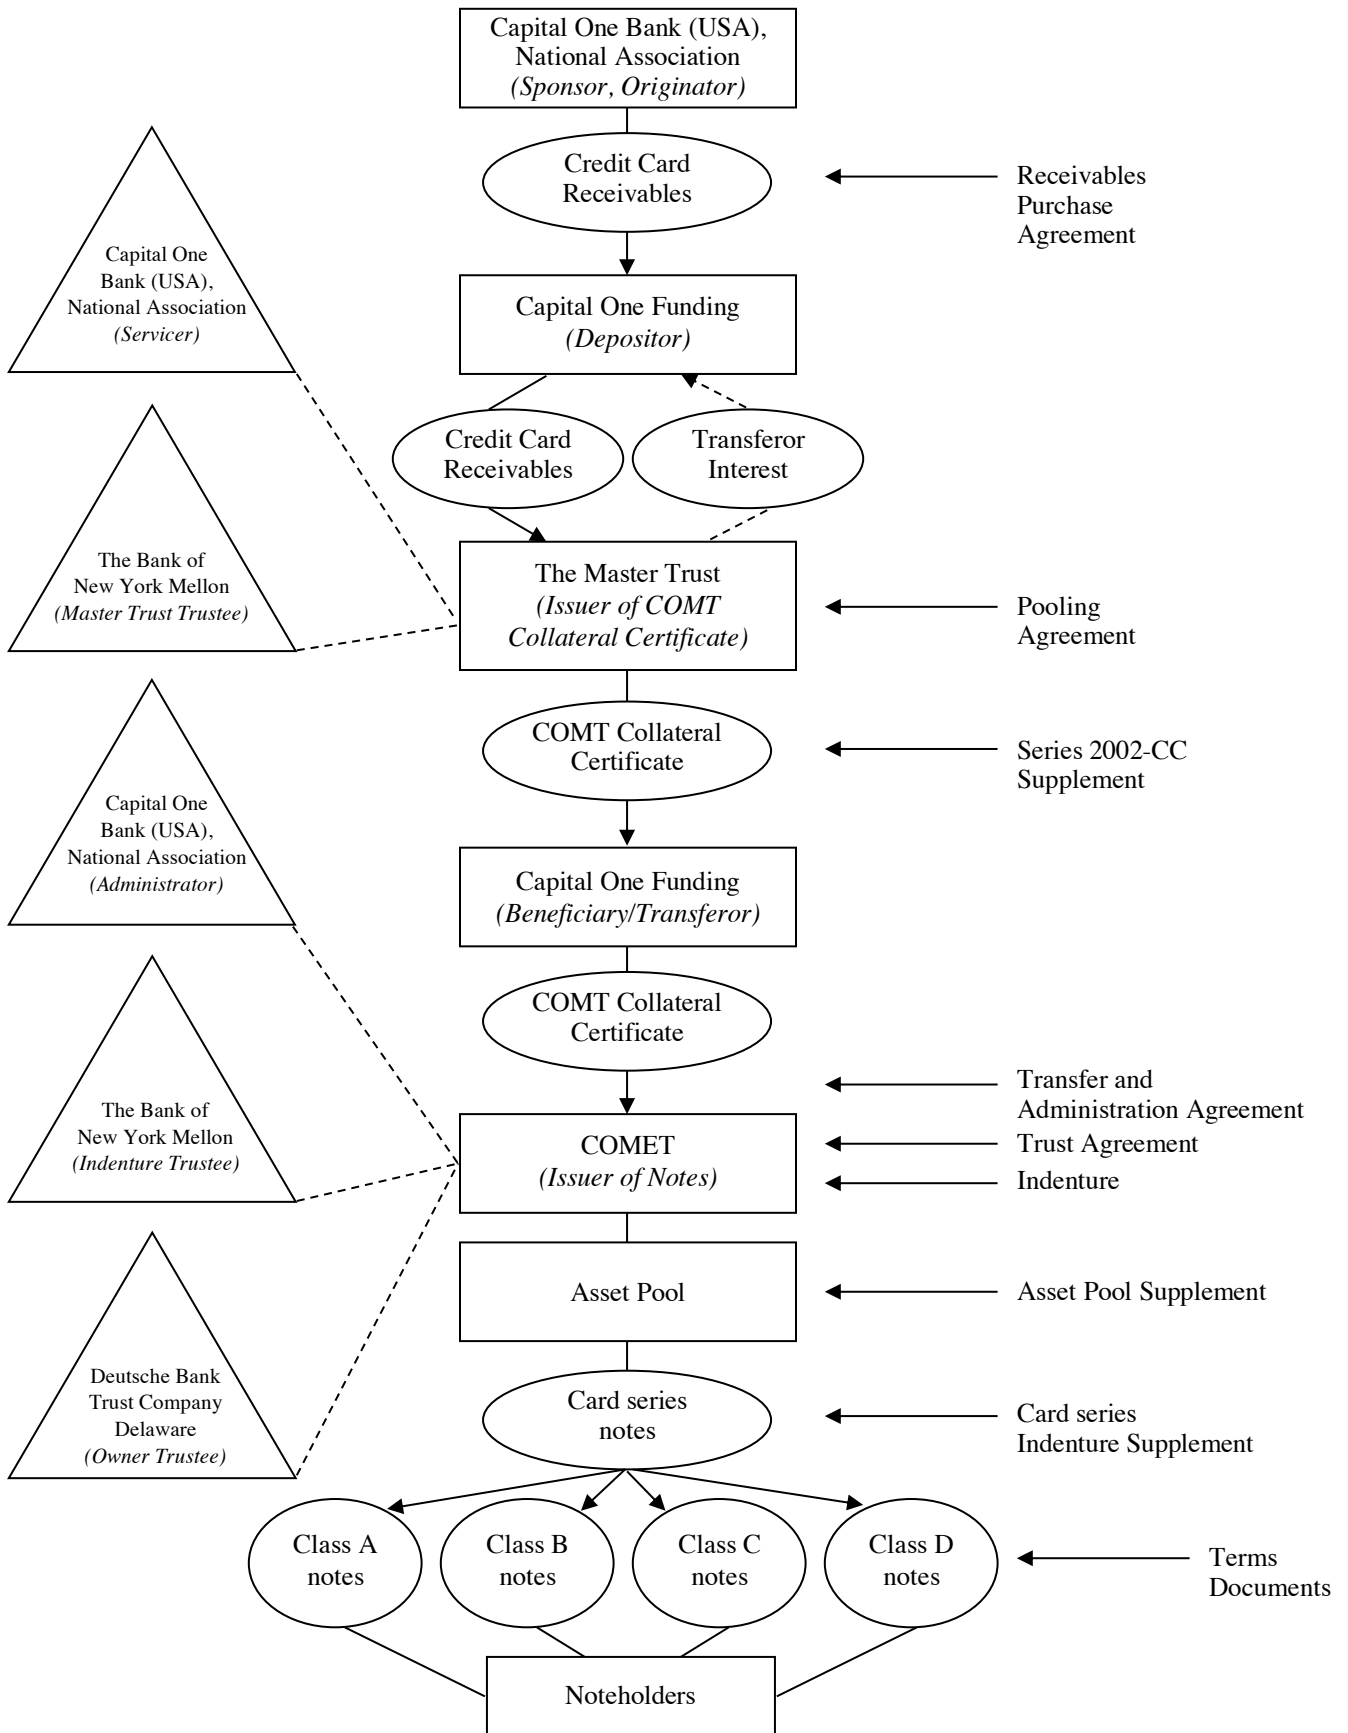 Capital One Bank (USA),
National Association
(Sponsor, Originator)
Credit Card
Receivables
Receivables
Purchase
Agreement
Capital One
Bank (USA),
National Association
(Servicer)
Capital One Funding
(Depositor)
Credit Card
Receivables
Transferor
Interest
The Bank of
New York Mellon
(Master Trust Trustee)
The Master Trust
(Issuer of COMT
Collateral Certificate)
Pooling
Agreement
COMT Collateral
Certificate
Series 2002-CC
Supplement
Capital One
Bank (USA),
National Association
(Administrator)
Capital One Funding
(Beneficiary/Transferor)
COMT Collateral
Certificate
The Bank of
New York Mellon
(Indenture Trustee)
COMET
(Issuer of Notes)
Transfer and
Administration Agreement
Trust Agreement
Indenture
Asset Pool
Asset Pool Supplement
Deutsche Bank
Trust Company
Delaware
(Owner Trustee)
Card series
notes
Card series
Indenture Supplement
Class A
notes
Class B
notes
Class C
notes
Class D
notes
Terms
Documents
Noteholders